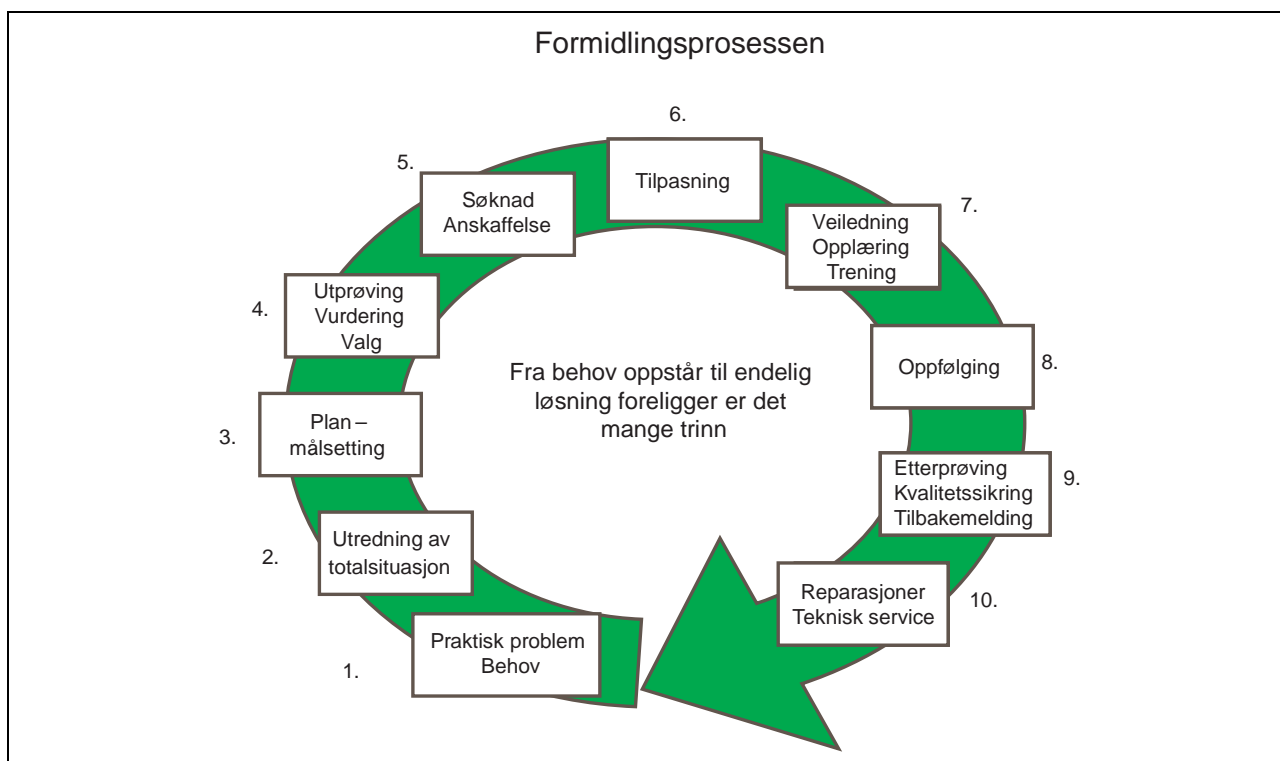 Formidlingsprosessen
1.
Praktisk problem
Behov
2.
Utredning av
totalsituasjon
3.
Plan –
målsetting
4.
Utprøving
Vurdering
Valg
5.
Søknad
Anskaffelse
6.
Tilpasning
7.
Veiledning
Opplæring
Trening
8.
Oppfølging
9.
Etterprøving
Kvalitetssikring
Tilbakemelding
10.
Reparasjoner
Teknisk service
Fra behov oppstår til endelig
løsning foreligger er det
mange trinn